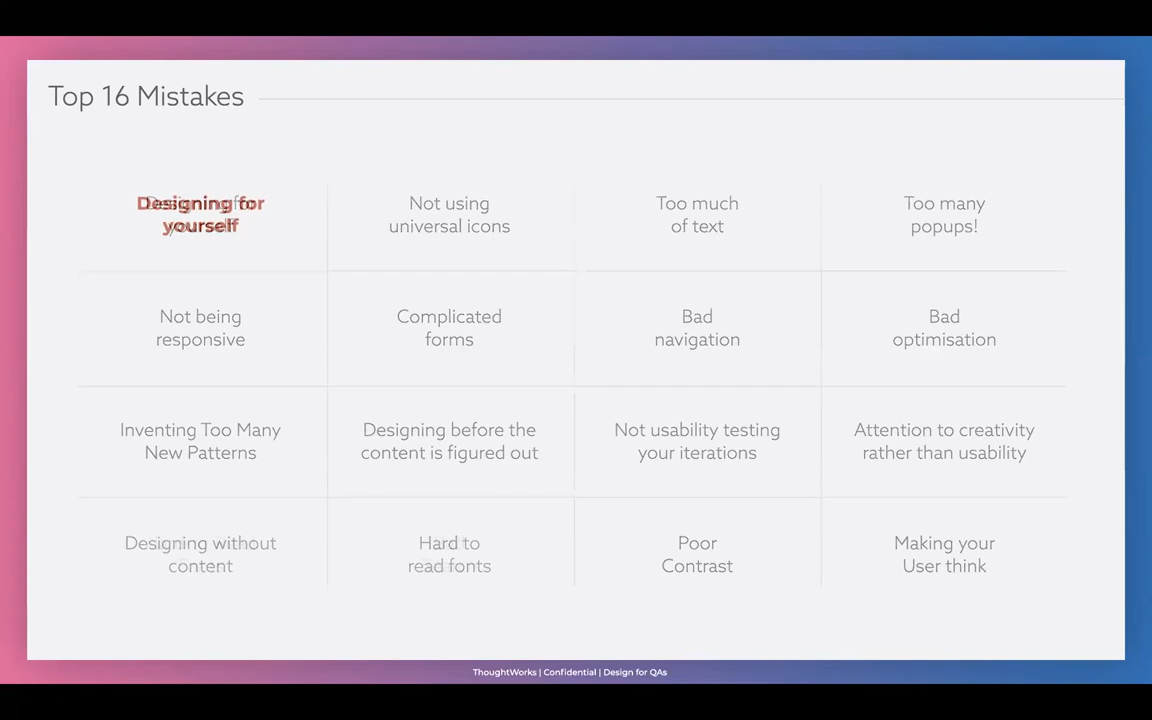 Top 16 Mistakes
Designing for
yourself
Not using
universal icons
Too much
of text
Too many
popups!
Not being
responsive
Complicated
forms
Bad
navigation
Bad
optimisation
Inventing Too Many
New Patterns
Designing before the
content is figured out
Not usability testing
your iterations
Attention to creativity
rather than usability
Designing without
content
Hard to
read fonts
Poor
Contrast
Making your
User think
ThoughtWorks | Confidential | Design for QAs